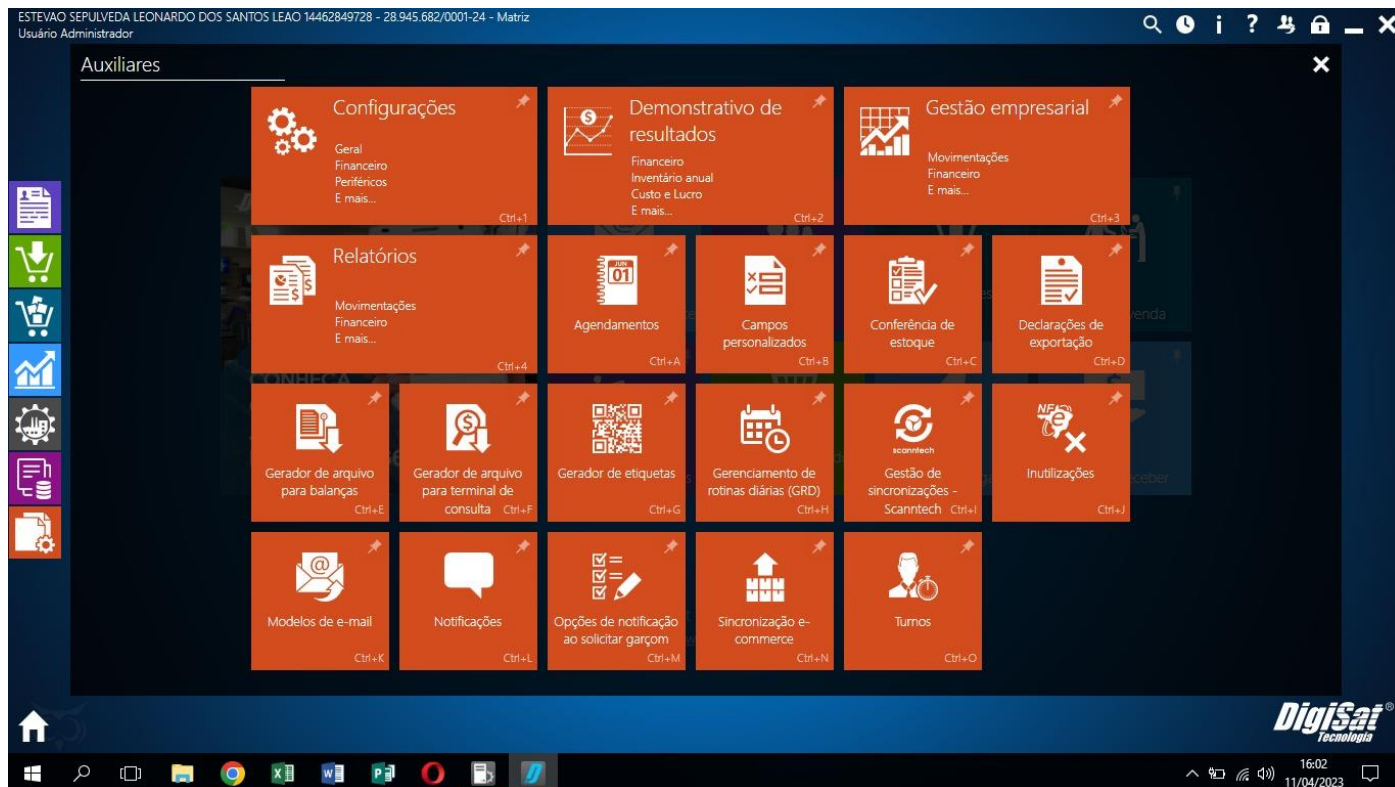 ESTEVAO SEPULVEDA LEONARDO DOS SANTOS LEAO 14462849728 - 28.945.682/0001-24 - Matriz
Usuário Administrador
Auxiliares
Configurações
Geral
Financeiro
Periféricos
E mais...
Ctrl+1
Demonstrativo de
resultados
Financeiro
Inventário anual
Custo e Lucro
E mais...
Ctrl+2
Gestão empresarial
Movimentações
Financeiro
E mais...
Ctrl+3
Relatórios
Movimentações
Financeiro
E mais...
Ctrl+4
JUN
01
Agendamentos
Ctrl+A
Campos
personalizados
Ctrl+B
Conferência de
estoque
Ctrl+C
Declarações de
exportação
Ctrl+D
venda
CONHEÇA
Gerador de arquivo
para balanças
Ctrl+E
Gerador de arquivo
para terminal de
consulta Ctrl+F
Gerador de etiquetas
Ctrl+G
Gerenciamento de
rotinas diárias (GRD)
Ctrl+H
scanntech
Gestão de
sincronizações -
Scanntech Ctrl+I
NF
e
Inutilizações
Ctrl+J
eceber
@
Modelos de e-mail
Ctrl+K
Notificações
Ctrl+L
Opções de notificação
ao solicitar garçom
Ctrl+M
Sincronização e-
commerce
Ctrl+N
Turnos
Ctrl+O
DigiSat®
Tecnologia
16:02
11/04/2023